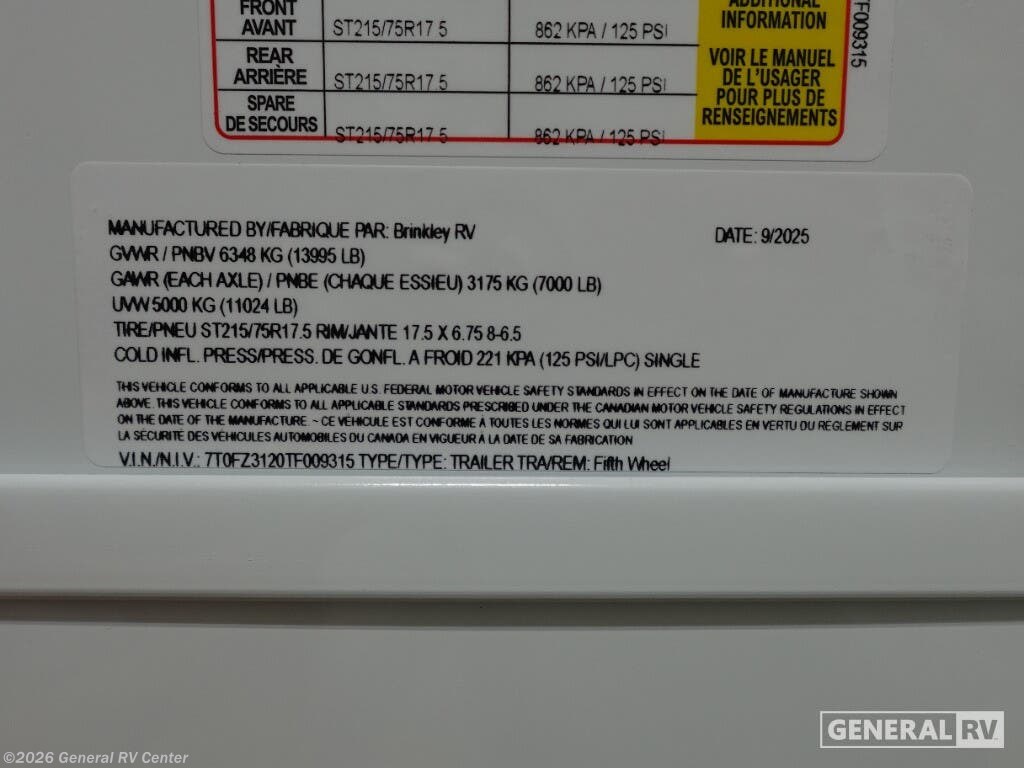 FRONT
AVANT
ST215/75R17.5
862 KPA / 125 PSI
REAR
ARRIÈRE
ST215/75R17.5
862 KPA / 125 PSI
SPARE
DE SECOURS
ST215/75R17.5
862 KPA / 125 PSI
ADDITIONAL
INFORMATION
VOIR LE MANUEL
DE L'USAGER
POUR PLUS DE
RENSEIGNEMENTS
TF009315
MANUFACTURED BY/FABRIQUE PAR: Brinkley RV DATE: 9/2025
GVWR / PNBV 6348 KG (13995 LB)
GAWR (EACH AXLE) / PNBE (CHAQUE ESSIEU) 3175 KG (7000 LB)
UVW 5000 KG (11024 LB)
TIRE/PNEU ST215/75R17.5 RIM/JANTE 17.5 X 6.75 8-6.5
COLD INFL. PRESS/PRESS. DE GONFL. A FROID 221 KPA (125 PSI/LPC) SINGLE
THIS VEHICLE CONFORMS TO ALL APPLICABLE U.S. FEDERAL MOTOR VEHICLE SAFETY STANDARDS IN EFFECT ON THE DATE OF MANUFACTURE SHOWN
ABOVE. THIS VEHICLE CONFORMS TO ALL APPLICABLE STANDARDS PRESCRIBED UNDER THE CANADIAN MOTOR VEHICLE SAFETY REGULATIONS IN EFFECT
ON THE DATE OF THE MANUFACTURE. ~ CE VÉHICULE EST CONFORME À TOUTES LES NORMES QUI LUI SONT APPLICABLES EN VERTU DU RÈGLEMENT SUR
LA SÉCURITÉ DES VÉHICULES AUTOMOBILES DU CANADA EN VIGUEUR À LA DATE DE SA FABRICATION
V.I.N./N.I.V.: 7T0FZ3120TF009315 TYPE/TYPE: TRAILER TRA/REM: Fifth Wheel
GENERAL RV
©2026 General RV Center